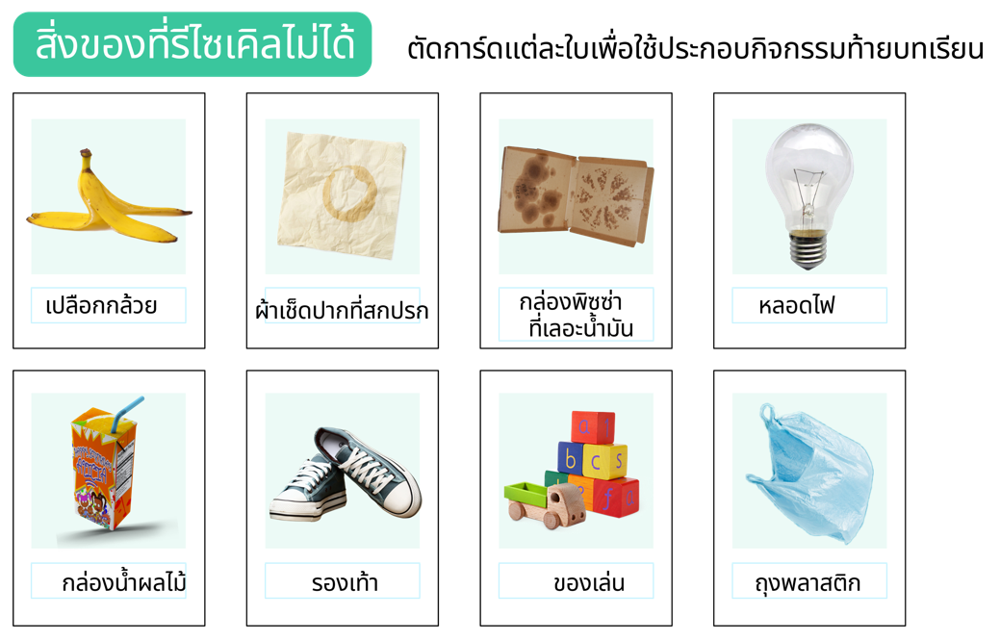 สิ่งของที่รีไซเคิลไม่ได้
ตัดการ์ดแต่ละใบเพื่อใช้ประกอบกิจกรรมท้ายบทเรียน
เปลือกกล้วย
ผ้าเช็ดปากที่สกปรก
กล่องพิซซ่า
ที่เลอะน้ำมัน
หลอดไฟ
กล่องน้ำผลไม้
รองเท้า
b c s
ของเล่น
ถุงพลาสติก